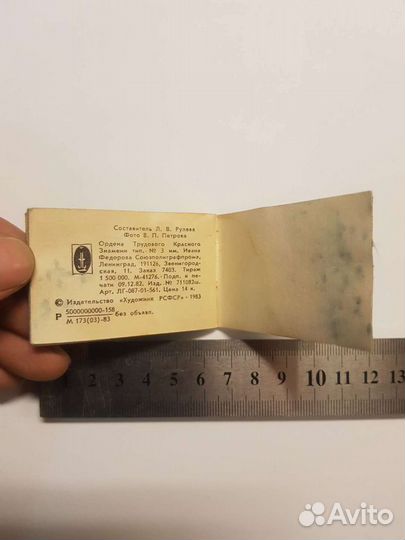 Составитель Л. В. Рулева
Фото В. П. Петрова
Ордена Трудового Красного
Знамени тип. № 3 им. Ивана
Федорова Союзполиграфпрома,
Ленинград, 191126, Звенигород-
ская, 11. Заказ 7403. Тираж
1 500 000. М-41276. Подп. к пе-
чати 09.12.82. Изд. № 711082ш.
Арт. ЛГ-087-01-561. Цена 14 к.
© Издательство «Художник РСФСР» 1983
Р 5000000000-158 без объявл.
М 173(03)-83
1 2 3 4 5 6 7 8 9 10 11 12 13
Avito